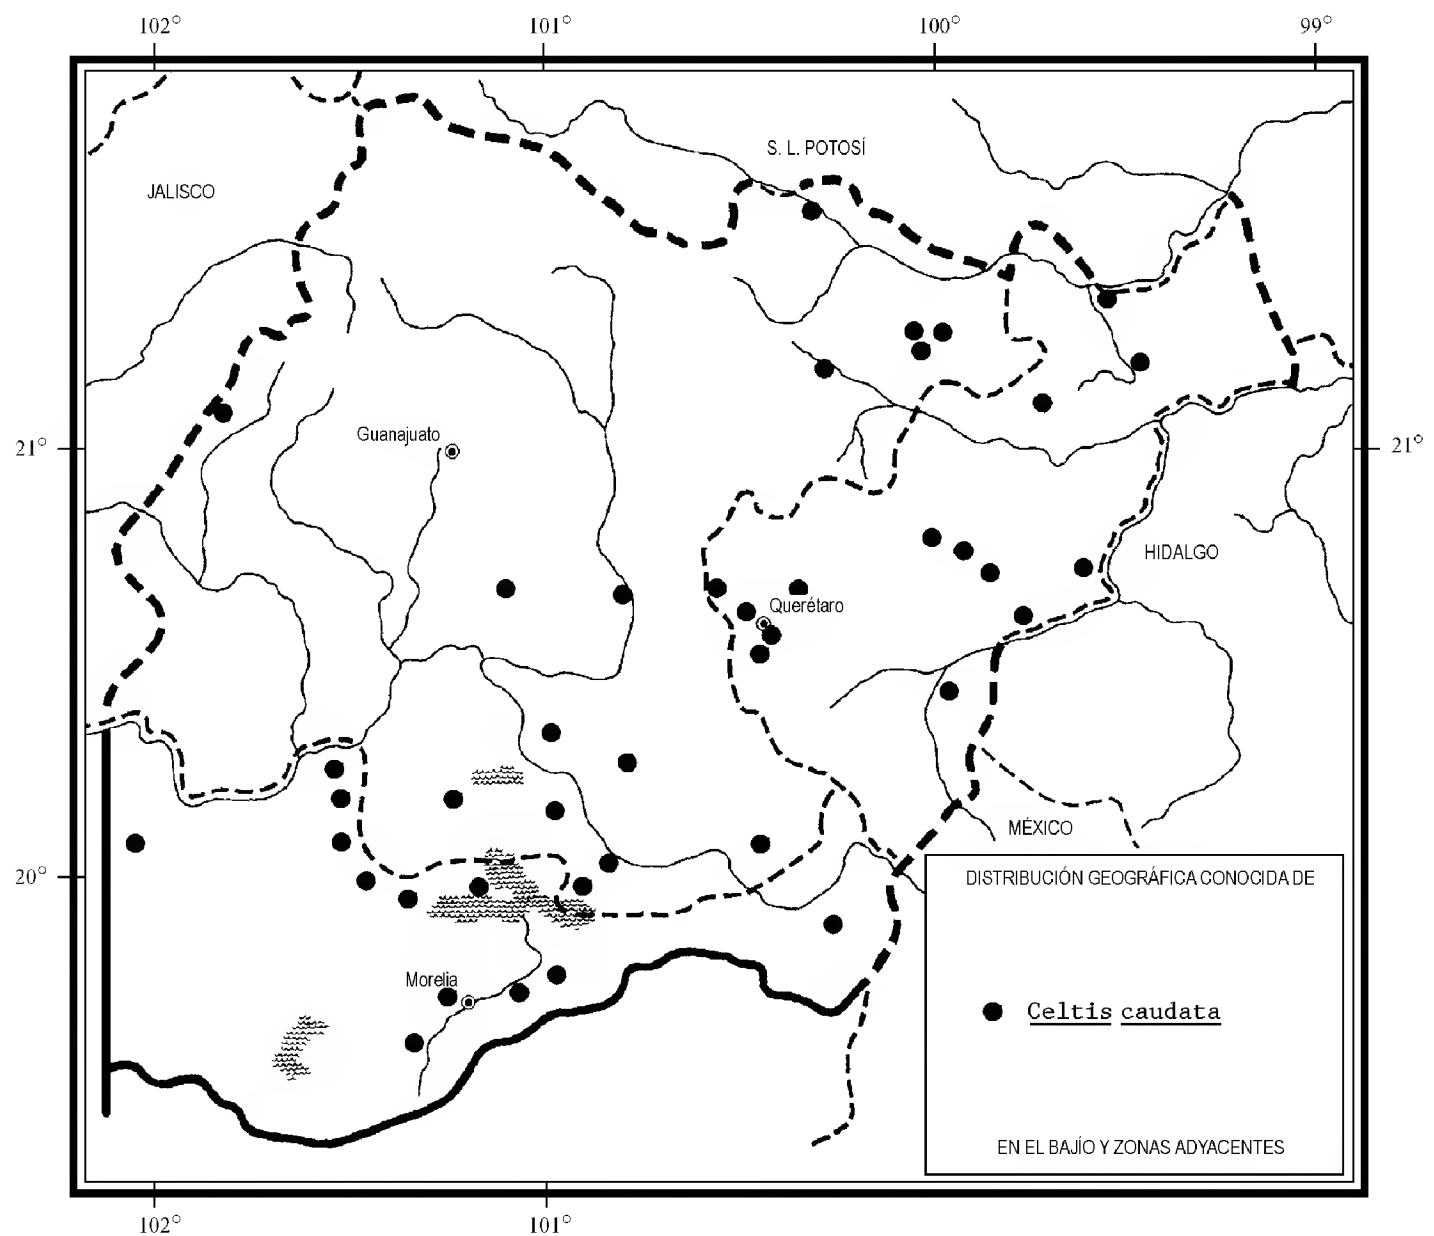 102° 101° 100° 99°
S. L. POTOSÍ
JALISCO
Guanajuato
21° 21°
HIDALGO
Querétaro
MÉXICO
20°
DISTRIBUCIÓN GEOGRÁFICA CONOCIDA DE
Morelia
Celtis caudata
EN EL BAJÍO Y ZONAS ADYACENTES
102° 101°